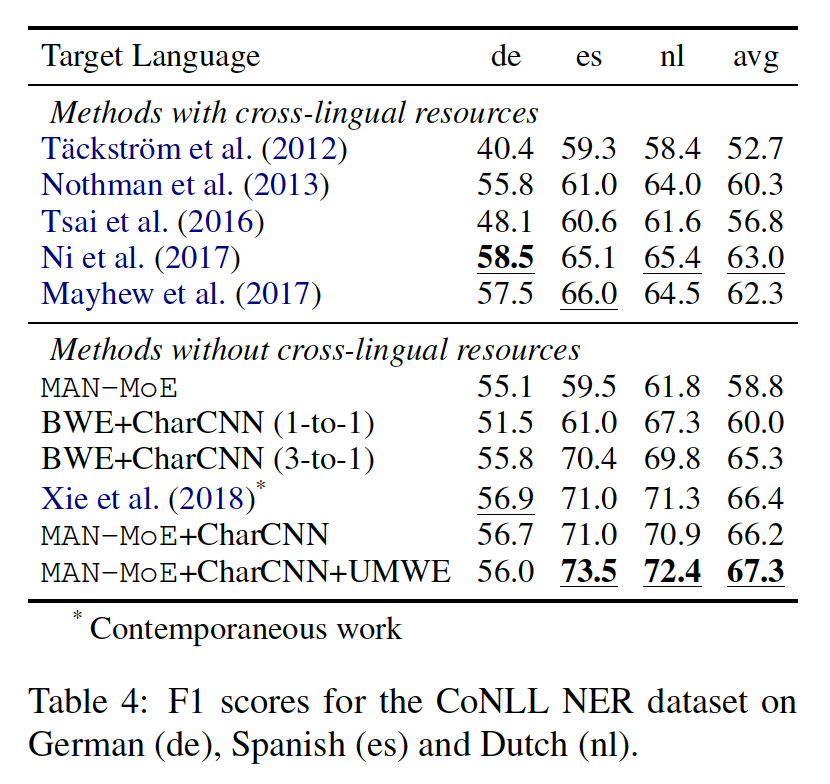 Target Language de es nl avg
Methods with cross-lingual resources
Täckström et al. (2012) 40.4 59.3 58.4 52.7
Nothman et al. (2013) 55.8 61.0 64.0 60.3
Tsai et al. (2016) 48.1 60.6 61.6 56.8
Ni et al. (2017) 58.5 65.1 65.4 63.0
Mayhew et al. (2017) 57.5 66.0 64.5 62.3
Methods without cross-lingual resources
MAN-MoE 55.1 59.5 61.8 58.8
BWE+CharCNN (1-to-1) 51.5 61.0 67.3 60.0
BWE+CharCNN (3-to-1) 55.8 70.4 69.8 65.3
Xie et al. (2018)* 56.9 71.0 71.3 66.4
MAN-MoE+CharCNN 56.7 71.0 70.9 66.2
MAN-MoE+CharCNN+UMWE 56.0 73.5 72.4 67.3
* Contemporaneous work
Table 4: F1 scores for the CoNLL NER dataset on
German (de), Spanish (es) and Dutch (nl).